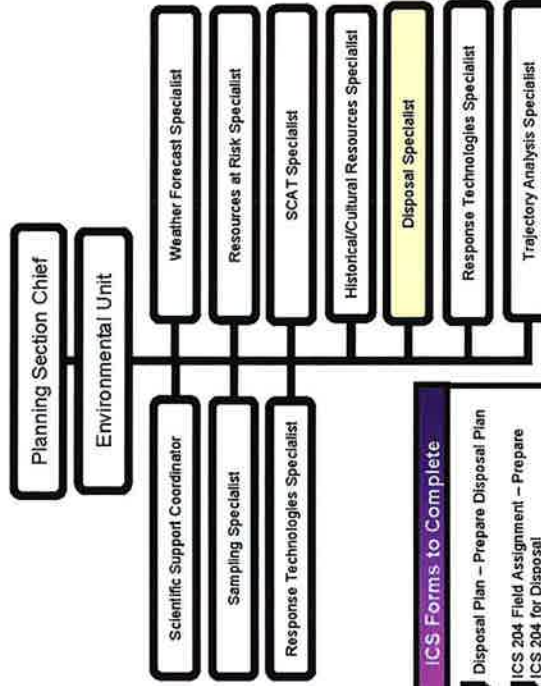 Planning Section Chief
Environmental Unit
Scientific Support Coordinator
Sampling Specialist
Response Technologies Specialist
Weather Forecast Specialist
Resources at Risk Specialist
SCAT Specialist
Historical/Cultural Resources Specialist
Disposal Specialist
Response Technologies Specialist
Trajectory Analysis Specialist
ICS Forms to Complete
Disposal Plan – Prepare Disposal Plan
ICS 204 Field Assignment – Prepare
ICS 204 for Disposal